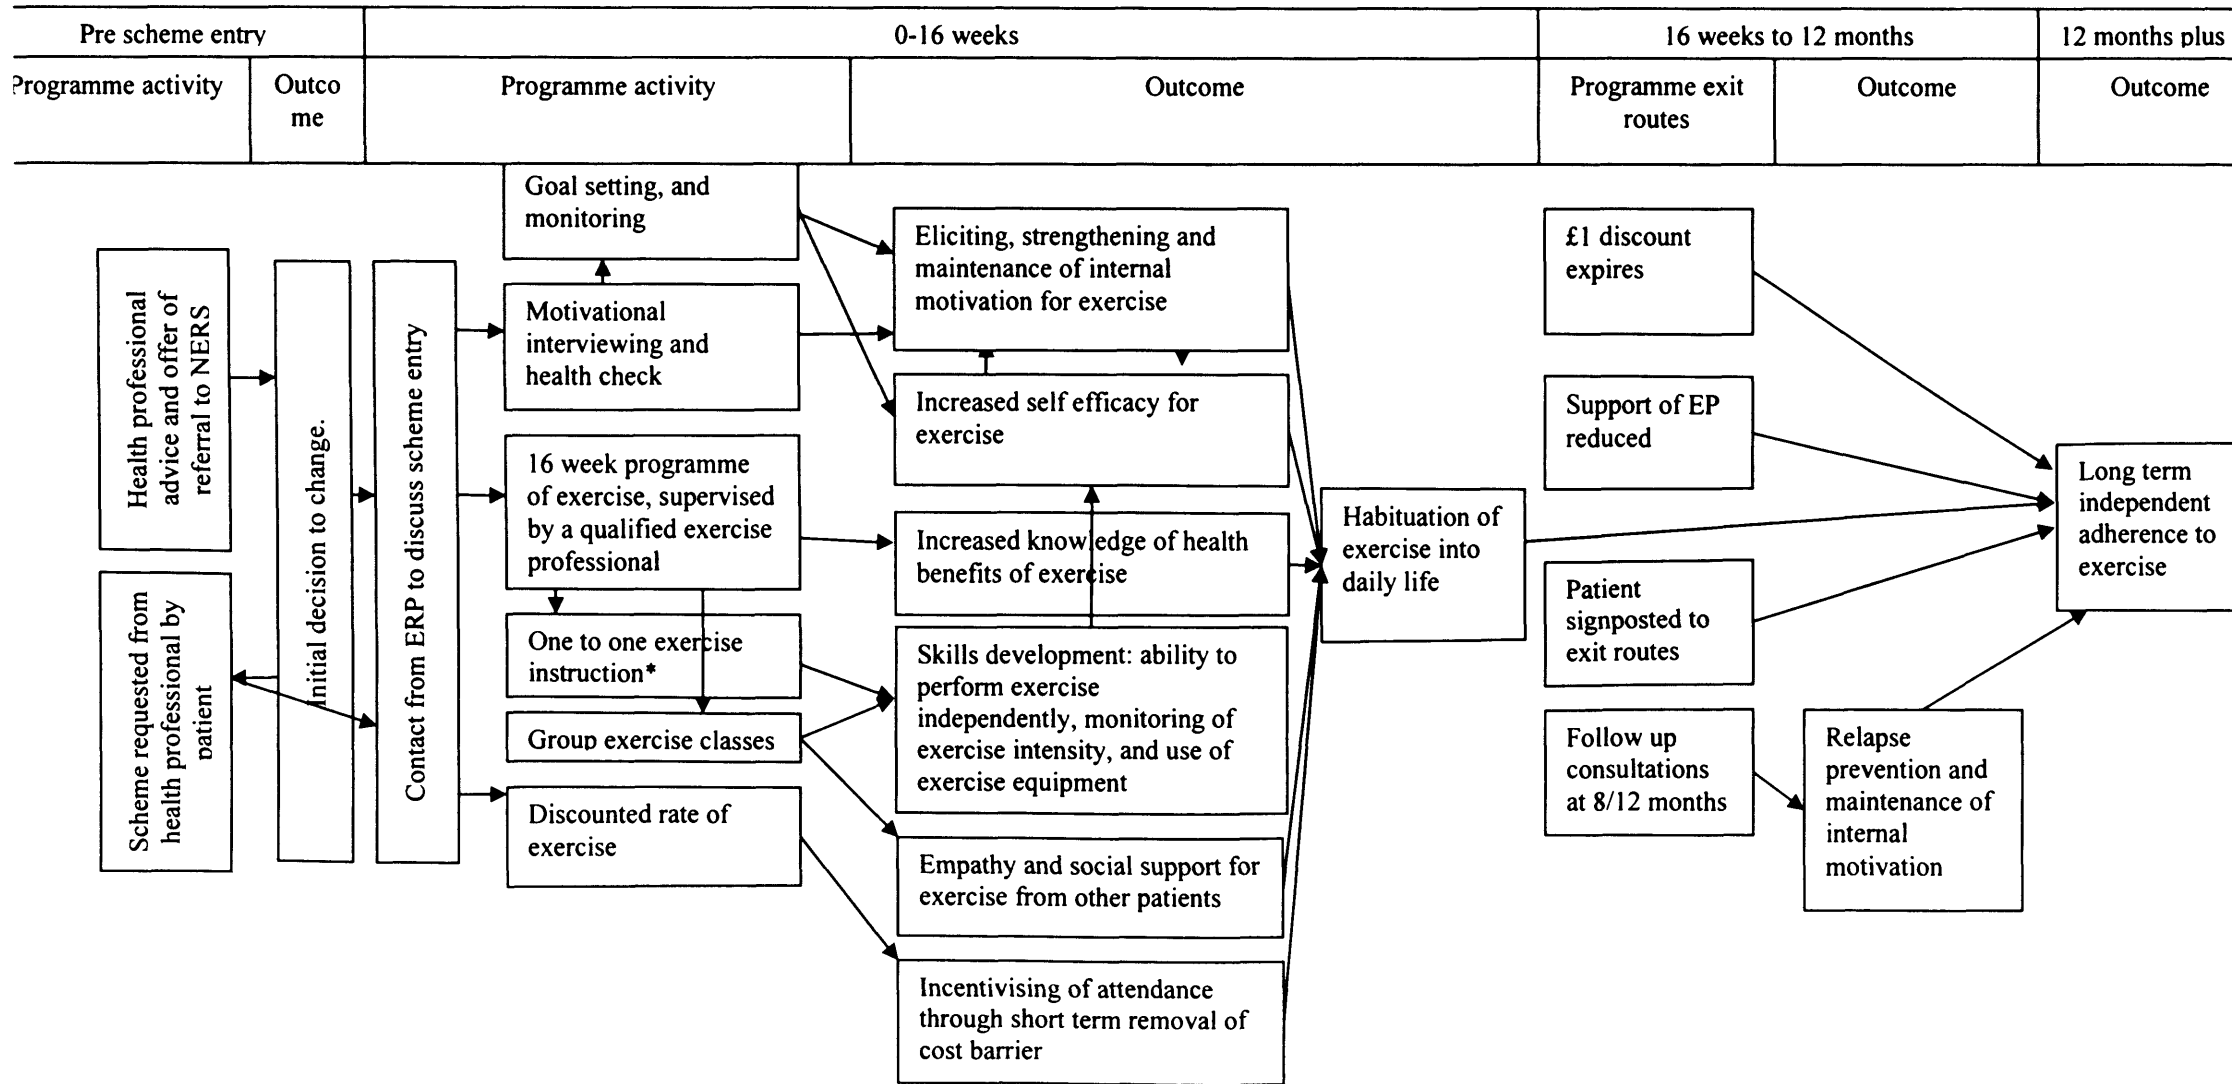 Pre scheme entry
0-16 weeks
16 weeks to 12 months
12 months plus
Programme activity
Outco
me
Programme activity
Outcome
Programme exit
routes
Outcome
Outcome
Health professional
advice and offer of
referral to NERS
Scheme requested from
health professional by
patient
Initial decision to change.
Contact from ERP to discuss scheme entry
Goal setting, and
monitoring
Motivational
interviewing and
health check
16 week programme
of exercise, supervised
by a qualified exercise
professional
One to one exercise
instruction*
Group exercise classes
Discounted rate of
exercise
Eliciting, strengthening and
maintenance of internal
motivation for exercise
Increased self efficacy for
exercise
Increased knowledge of health
benefits of exercise
Skills development: ability to
perform exercise
independently, monitoring of
exercise intensity, and use of
exercise equipment
Empathy and social support for
exercise from other patients
Incentivising of attendance
through short term removal of
cost barrier
Habituation of
exercise into
daily life
£1 discount
expires
Support of EP
reduced
Patient
signposted to
exit routes
Follow up
consultations
at 8/12 months
Relapse
prevention and
maintenance of
internal
motivation
Long term
independent
adherence to
exercise